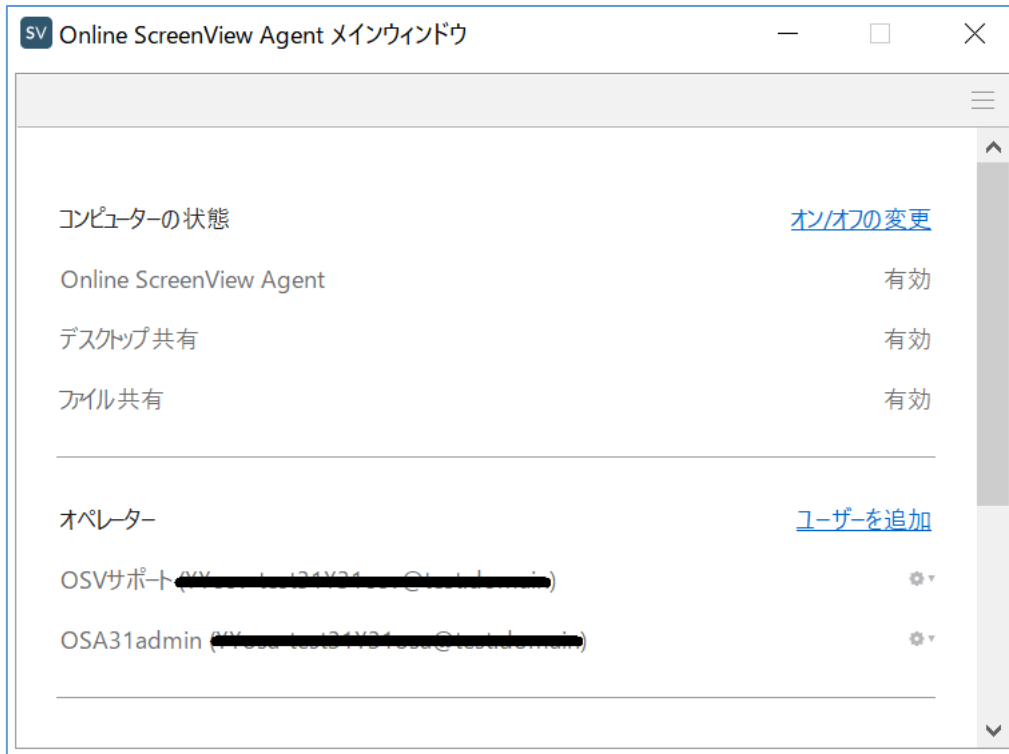 SV Online ScreenView Agent メインウィンドウ
コンピューターの状態 オン/オフの変更
Online ScreenView Agent 有効
デスクトップ共有 有効
ファイル共有 有効
オペレーター ユーザーを追加
OSVサポート
OSA31admin